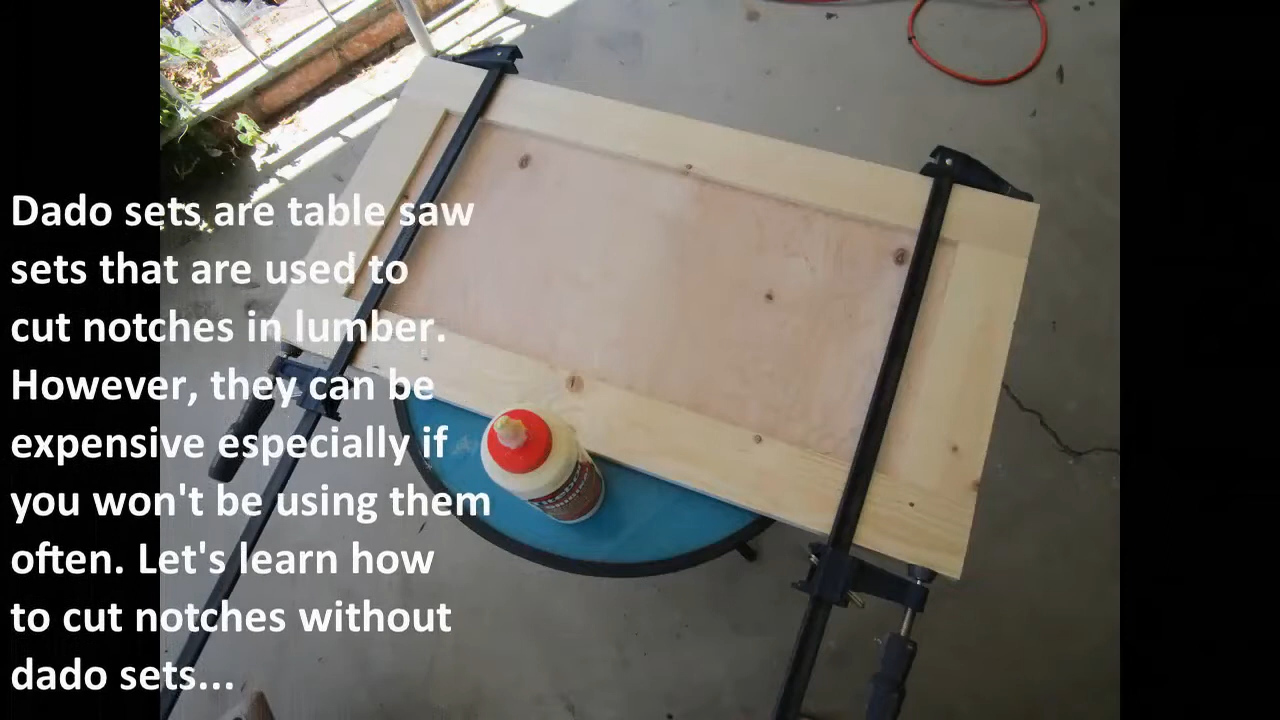 Dado sets are table saw
sets that are used to
cut notches in lumber.
However, they can be
expensive especially if
you won't be using them
often. Let's learn how
to cut notches without
dado sets...